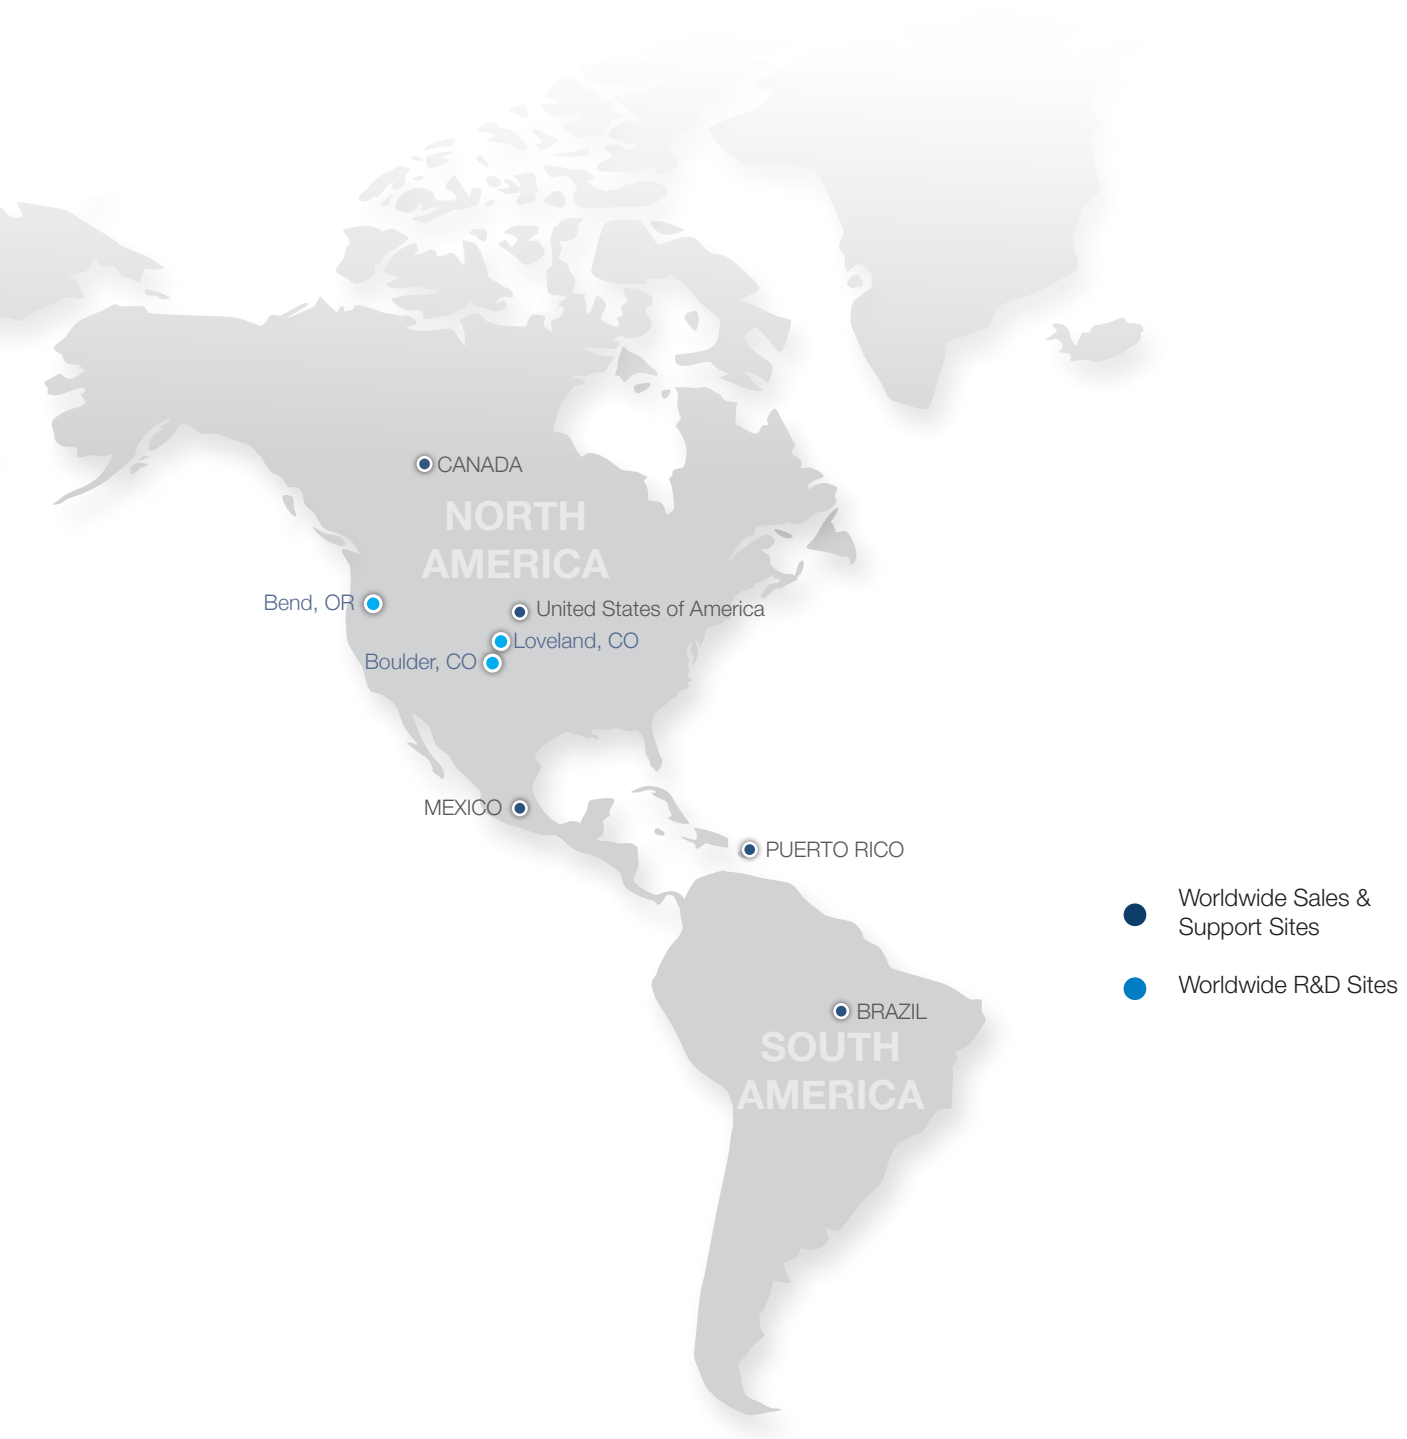 CANADA
NORTH
AMERICA
Bend, OR
United States of America
Loveland, CO
Boulder, CO
MEXICO
PUERTO RICO
Worldwide Sales &
Support Sites
Worldwide R&D Sites
BRAZIL
SOUTH
AMERICA